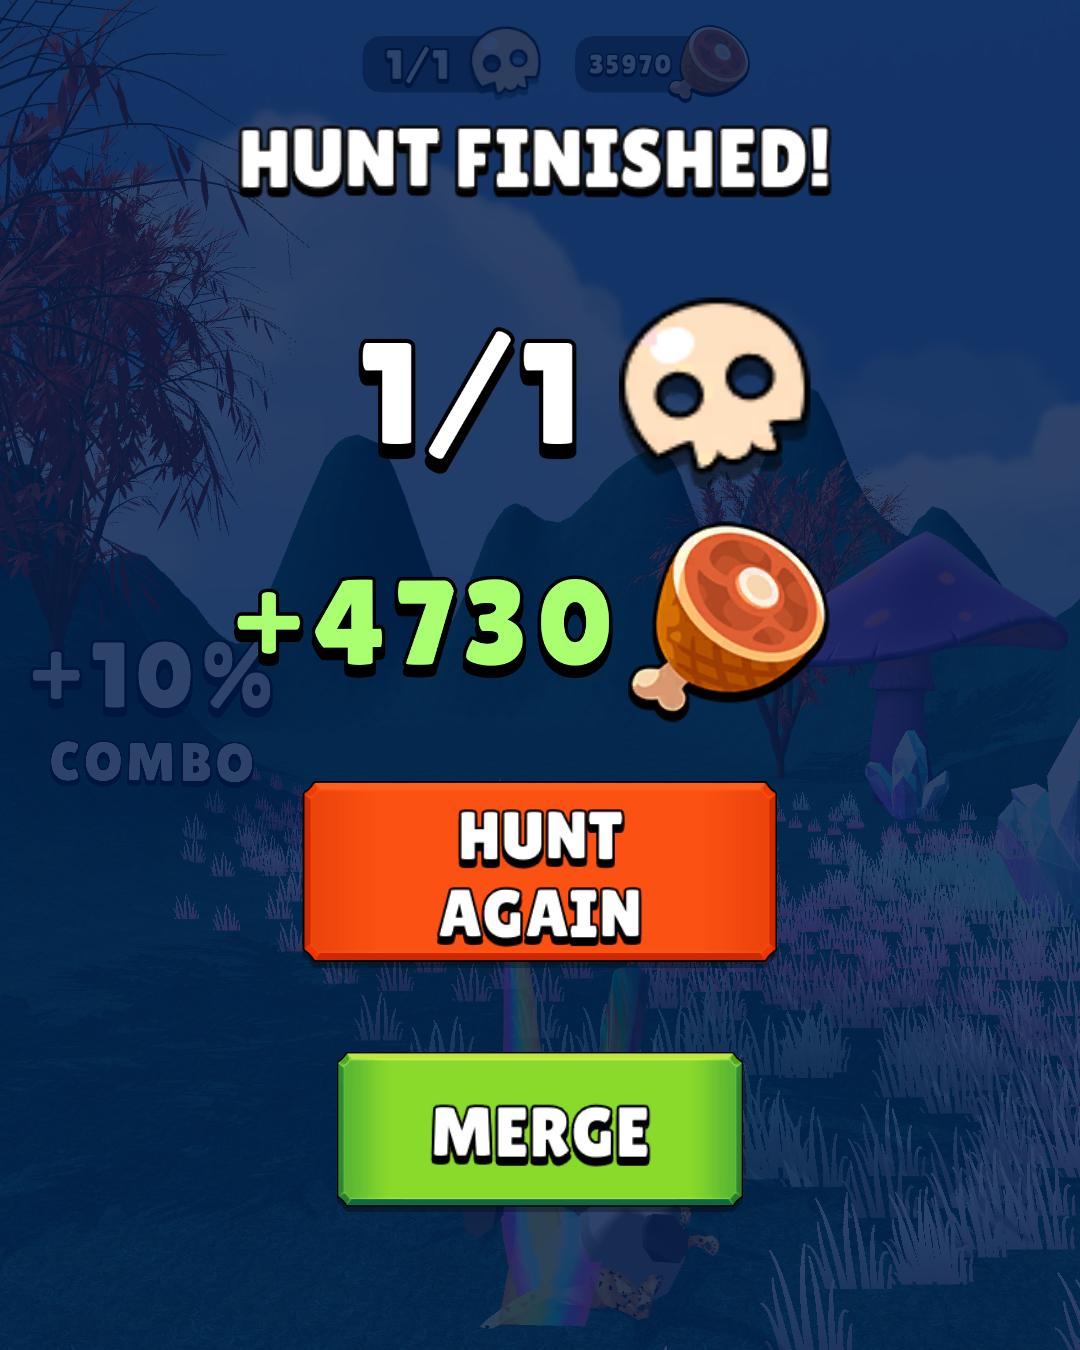 1/1
35970
HUNT FINISHED!
1/1
+4730
+10%
COMBO
HUNT
AGAIN
MERGE